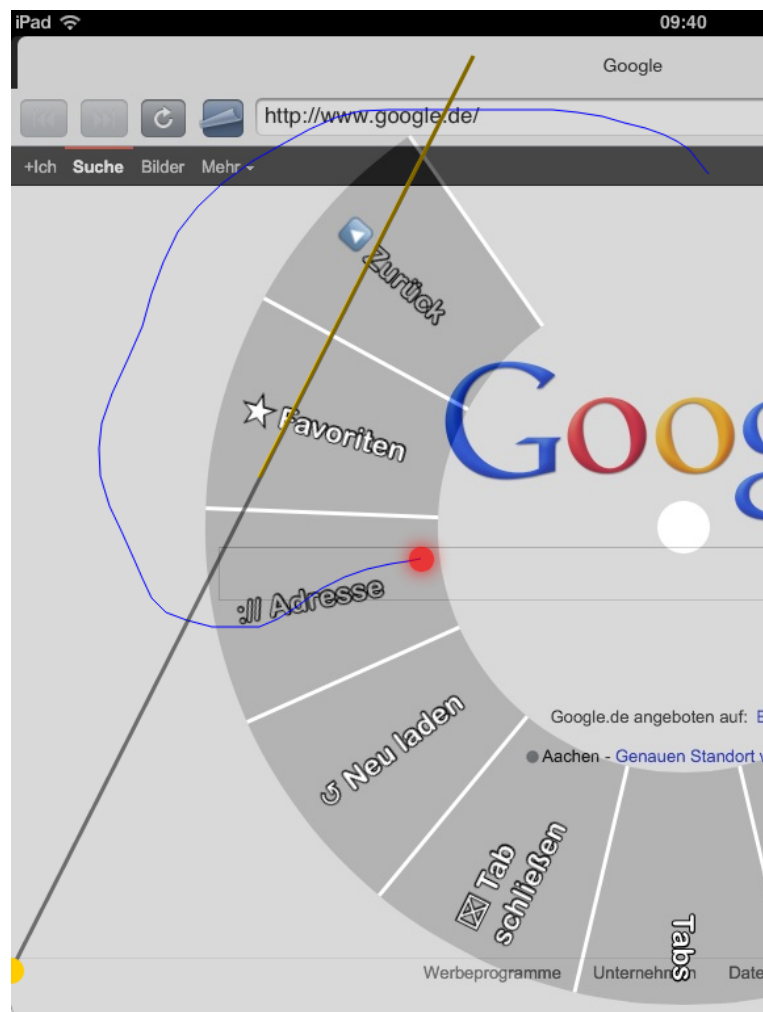 iPad 09:40
Google
http://www.google.de/
+Ich Suche Bilder Mehr
Zurück
Favoriten
Goog
:// Adresse
Neu laden
Google.de angeboten auf: E
Aachen - Genauen Standort v
Tab
schließen
Tabs
Werbeprogramme Unternehmen Date